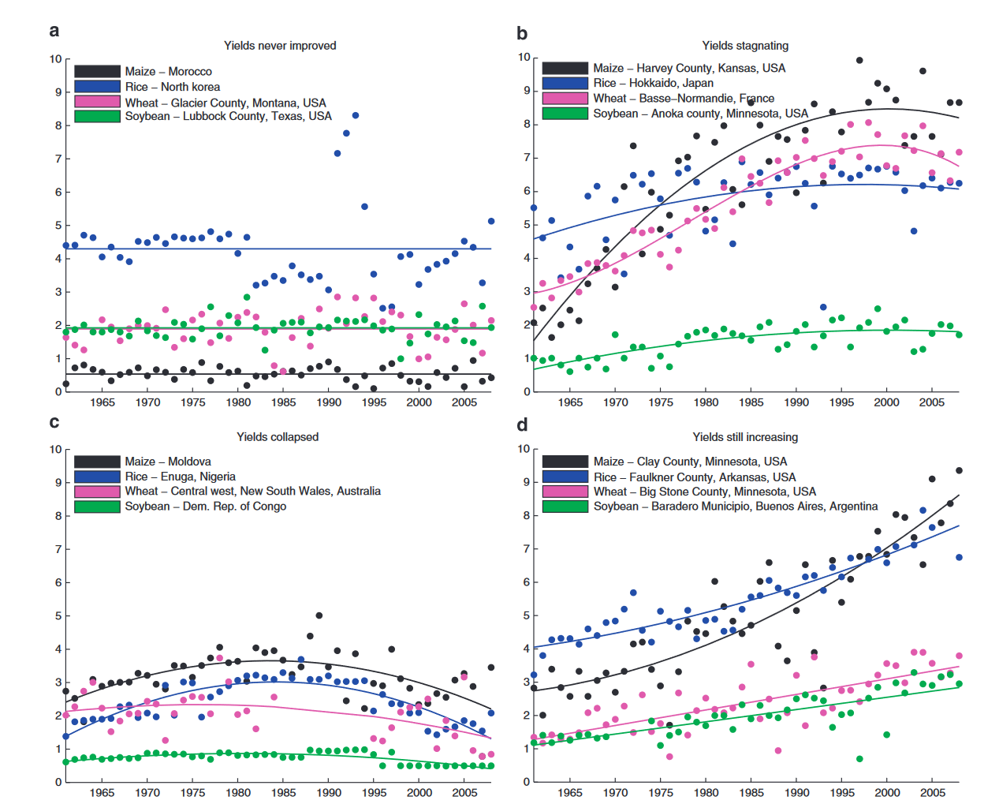 a
Yields never improved
10
9
8
7
6
5
4
3
2
1
0
Maize – Morocco
Rice – North korea
Wheat – Glacier County, Montana, USA
Soybean – Lubbock County, Texas, USA
1965 1970 1975 1980 1985 1990 1995 2000 2005
b
Yields stagnating
10
9
8
7
6
5
4
3
2
1
0
Maize – Harvey County, Kansas, USA
Rice – Hokkaido, Japan
Wheat – Basse–Normandie, France
Soybean – Anoka county, Minnesota, USA
1965 1970 1975 1980 1985 1990 1995 2000 2005
c
Yields collapsed
10
9
8
7
6
5
4
3
2
1
0
Maize – Moldova
Rice – Enuga, Nigeria
Wheat – Central west, New South Wales, Australia
Soybean – Dem. Rep. of Congo
1965 1970 1975 1980 1985 1990 1995 2000 2005
d
Yields still increasing
10
9
8
7
6
5
4
3
2
1
0
Maize – Clay County, Minnesota, USA
Rice – Faulkner County, Arkansas, USA
Wheat – Big Stone County, Minnesota, USA
Soybean – Baradero Municipio, Buenos Aires, Argentina
1965 1970 1975 1980 1985 1990 1995 2000 2005